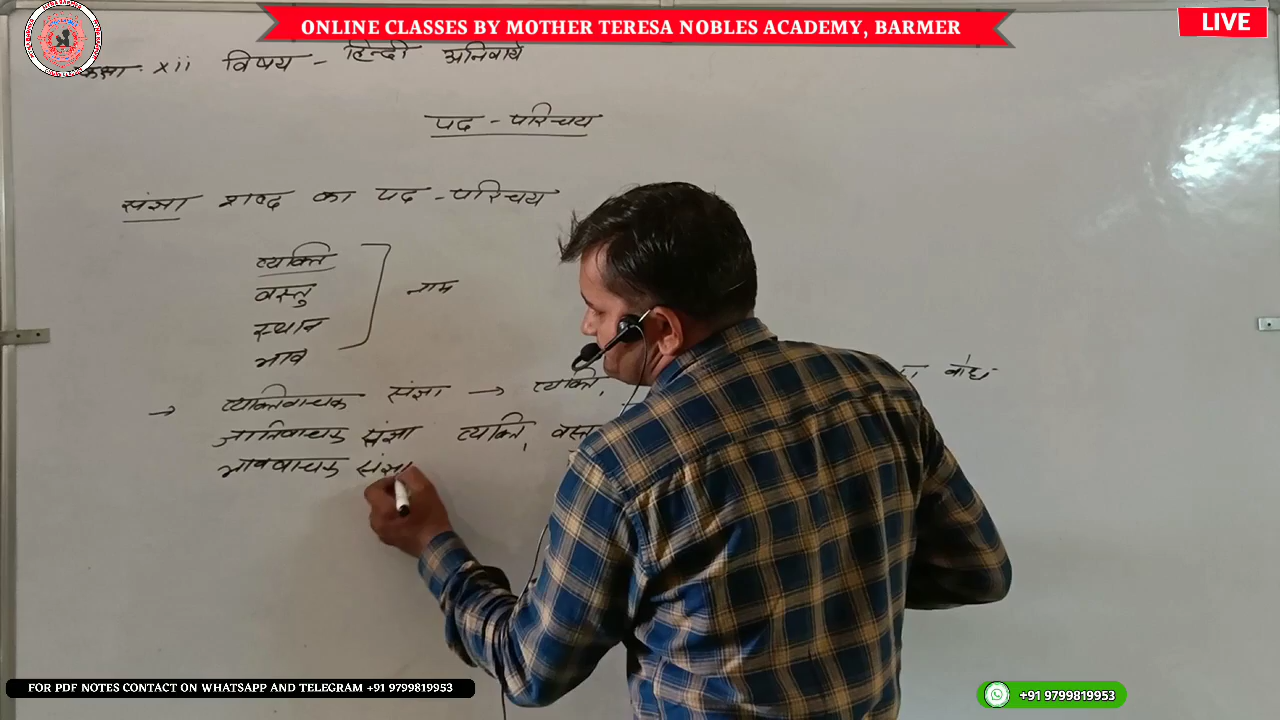 ONLINE CLASSES BY MOTHER TERESA NOBLES ACADEMY, BARMER
LIVE
कक्षा xii विषय - हिन्दी अनिवार्य
पद - परिचय
संज्ञा शब्द का पद - परिचय
व्यक्ति
वस्तु
स्थान
भाव
नाम
→ व्यक्तिवाचक संज्ञा → व्यक्ति, बोध
जातिवाचक संज्ञा व्यक्ति, वस्तु
भाववाचक संज्ञा
FOR PDF NOTES CONTACT ON WHATSAPP AND TELEGRAM +91 9799819953
+91 9799819953